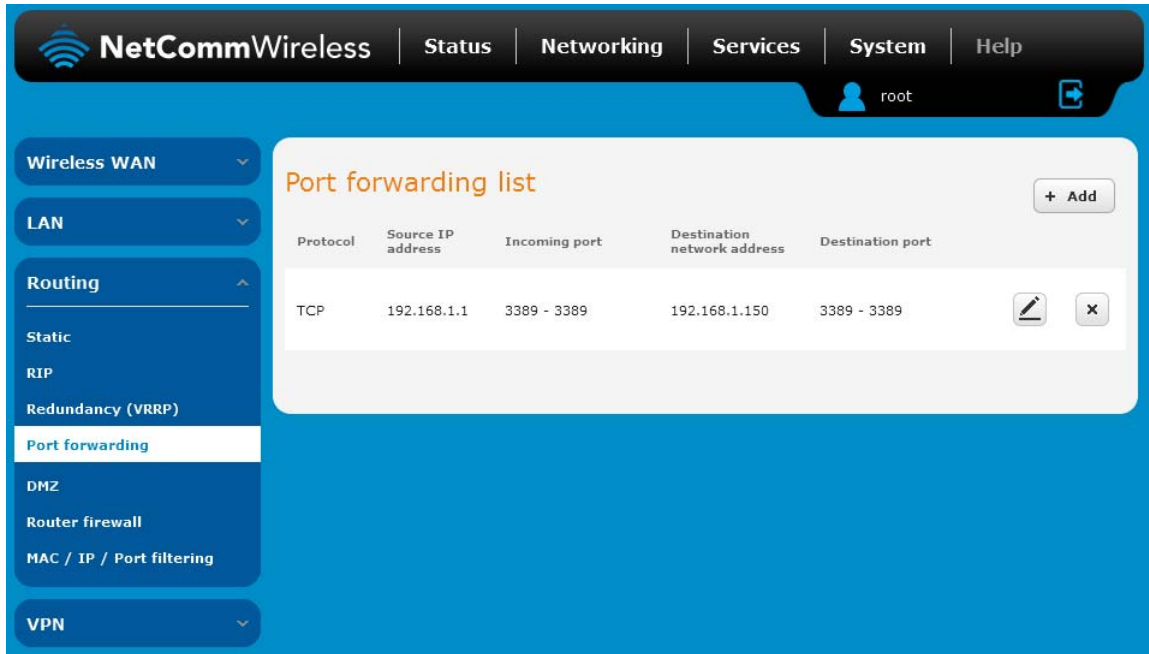 NetCommWireless Status Networking Services System Help
root
Wireless WAN
LAN
Routing
Static
RIP
Redundancy (VRRP)
Port forwarding
DMZ
Router firewall
MAC / IP / Port filtering
VPN
Port forwarding list
+ Add
Protocol Source IP address Incoming port Destination network address Destination port
TCP 192.168.1.1 3389 - 3389 192.168.1.150 3389 - 3389